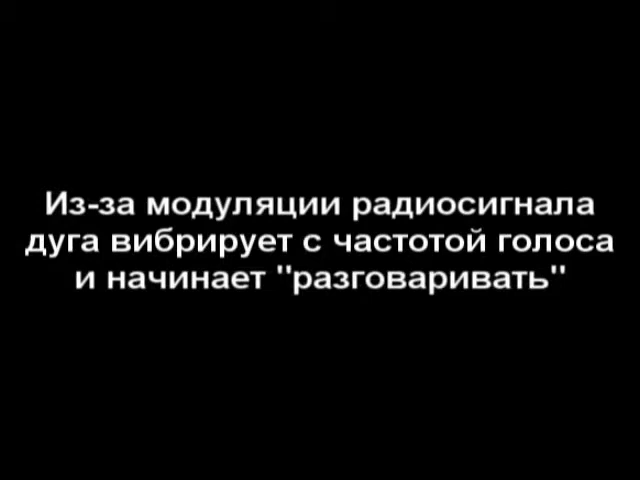 Из-за модуляции радиосигнала
дуга вибрирует с частотой голоса
и начинает "разговаривать"